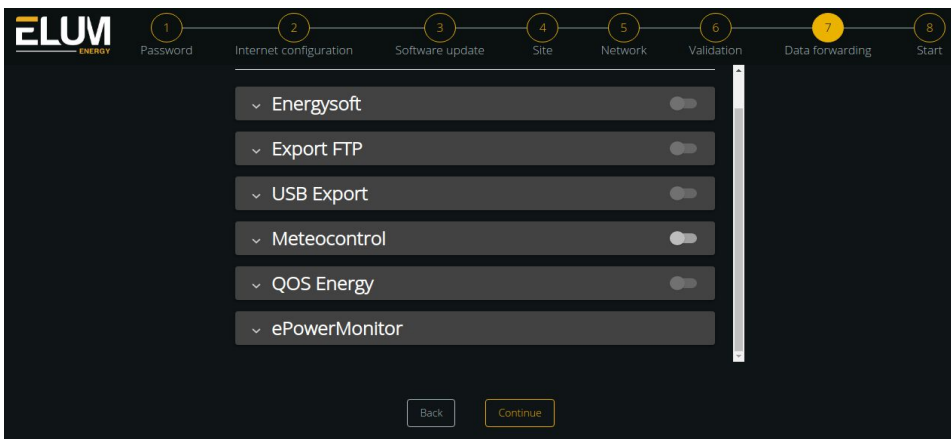 ELUM
ENERGY
1 2 3 4 5 6 7 8
Password Internet configuration Software update Site Network Validation Data forwarding Start
Energysoft
Export FTP
USB Export
Meteocontrol
QOS Energy
ePowerMonitor
Back Continue